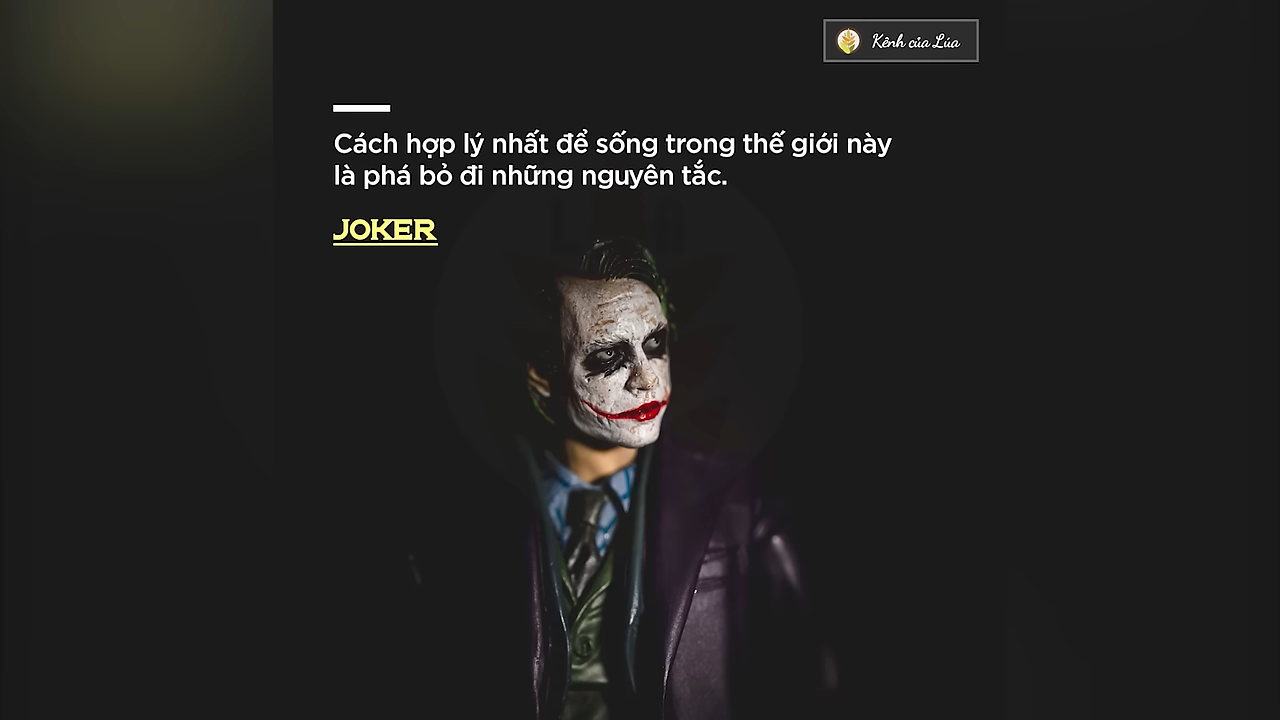 Kênh của Lúa
Cách hợp lý nhất để sống trong thế giới này
là phá bỏ đi những nguyên tắc.
JOKER